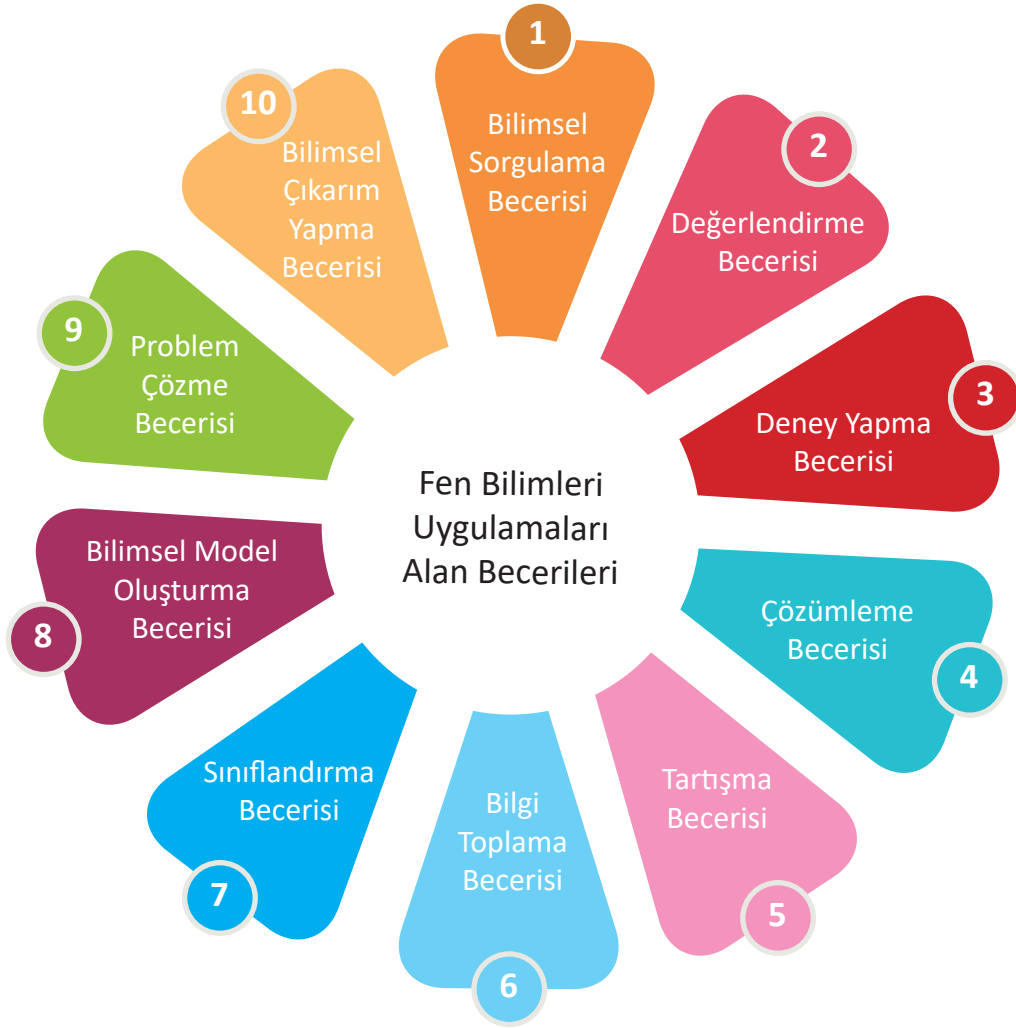 Fen Bilimleri
Uygulamaları
Alan Becerileri
1
Bilimsel
Sorgulama
Becerisi
2
Değerlendirme
Becerisi
3
Deney Yapma
Becerisi
4
Çözümleme
Becerisi
5
Tartışma
Becerisi
6
Bilgi
Toplama
Becerisi
7
Sınıflandırma
Becerisi
8
Bilimsel Model
Oluşturma
Becerisi
9
Problem
Çözme
Becerisi
10
Bilimsel
Çıkarım
Yapma
Becerisi